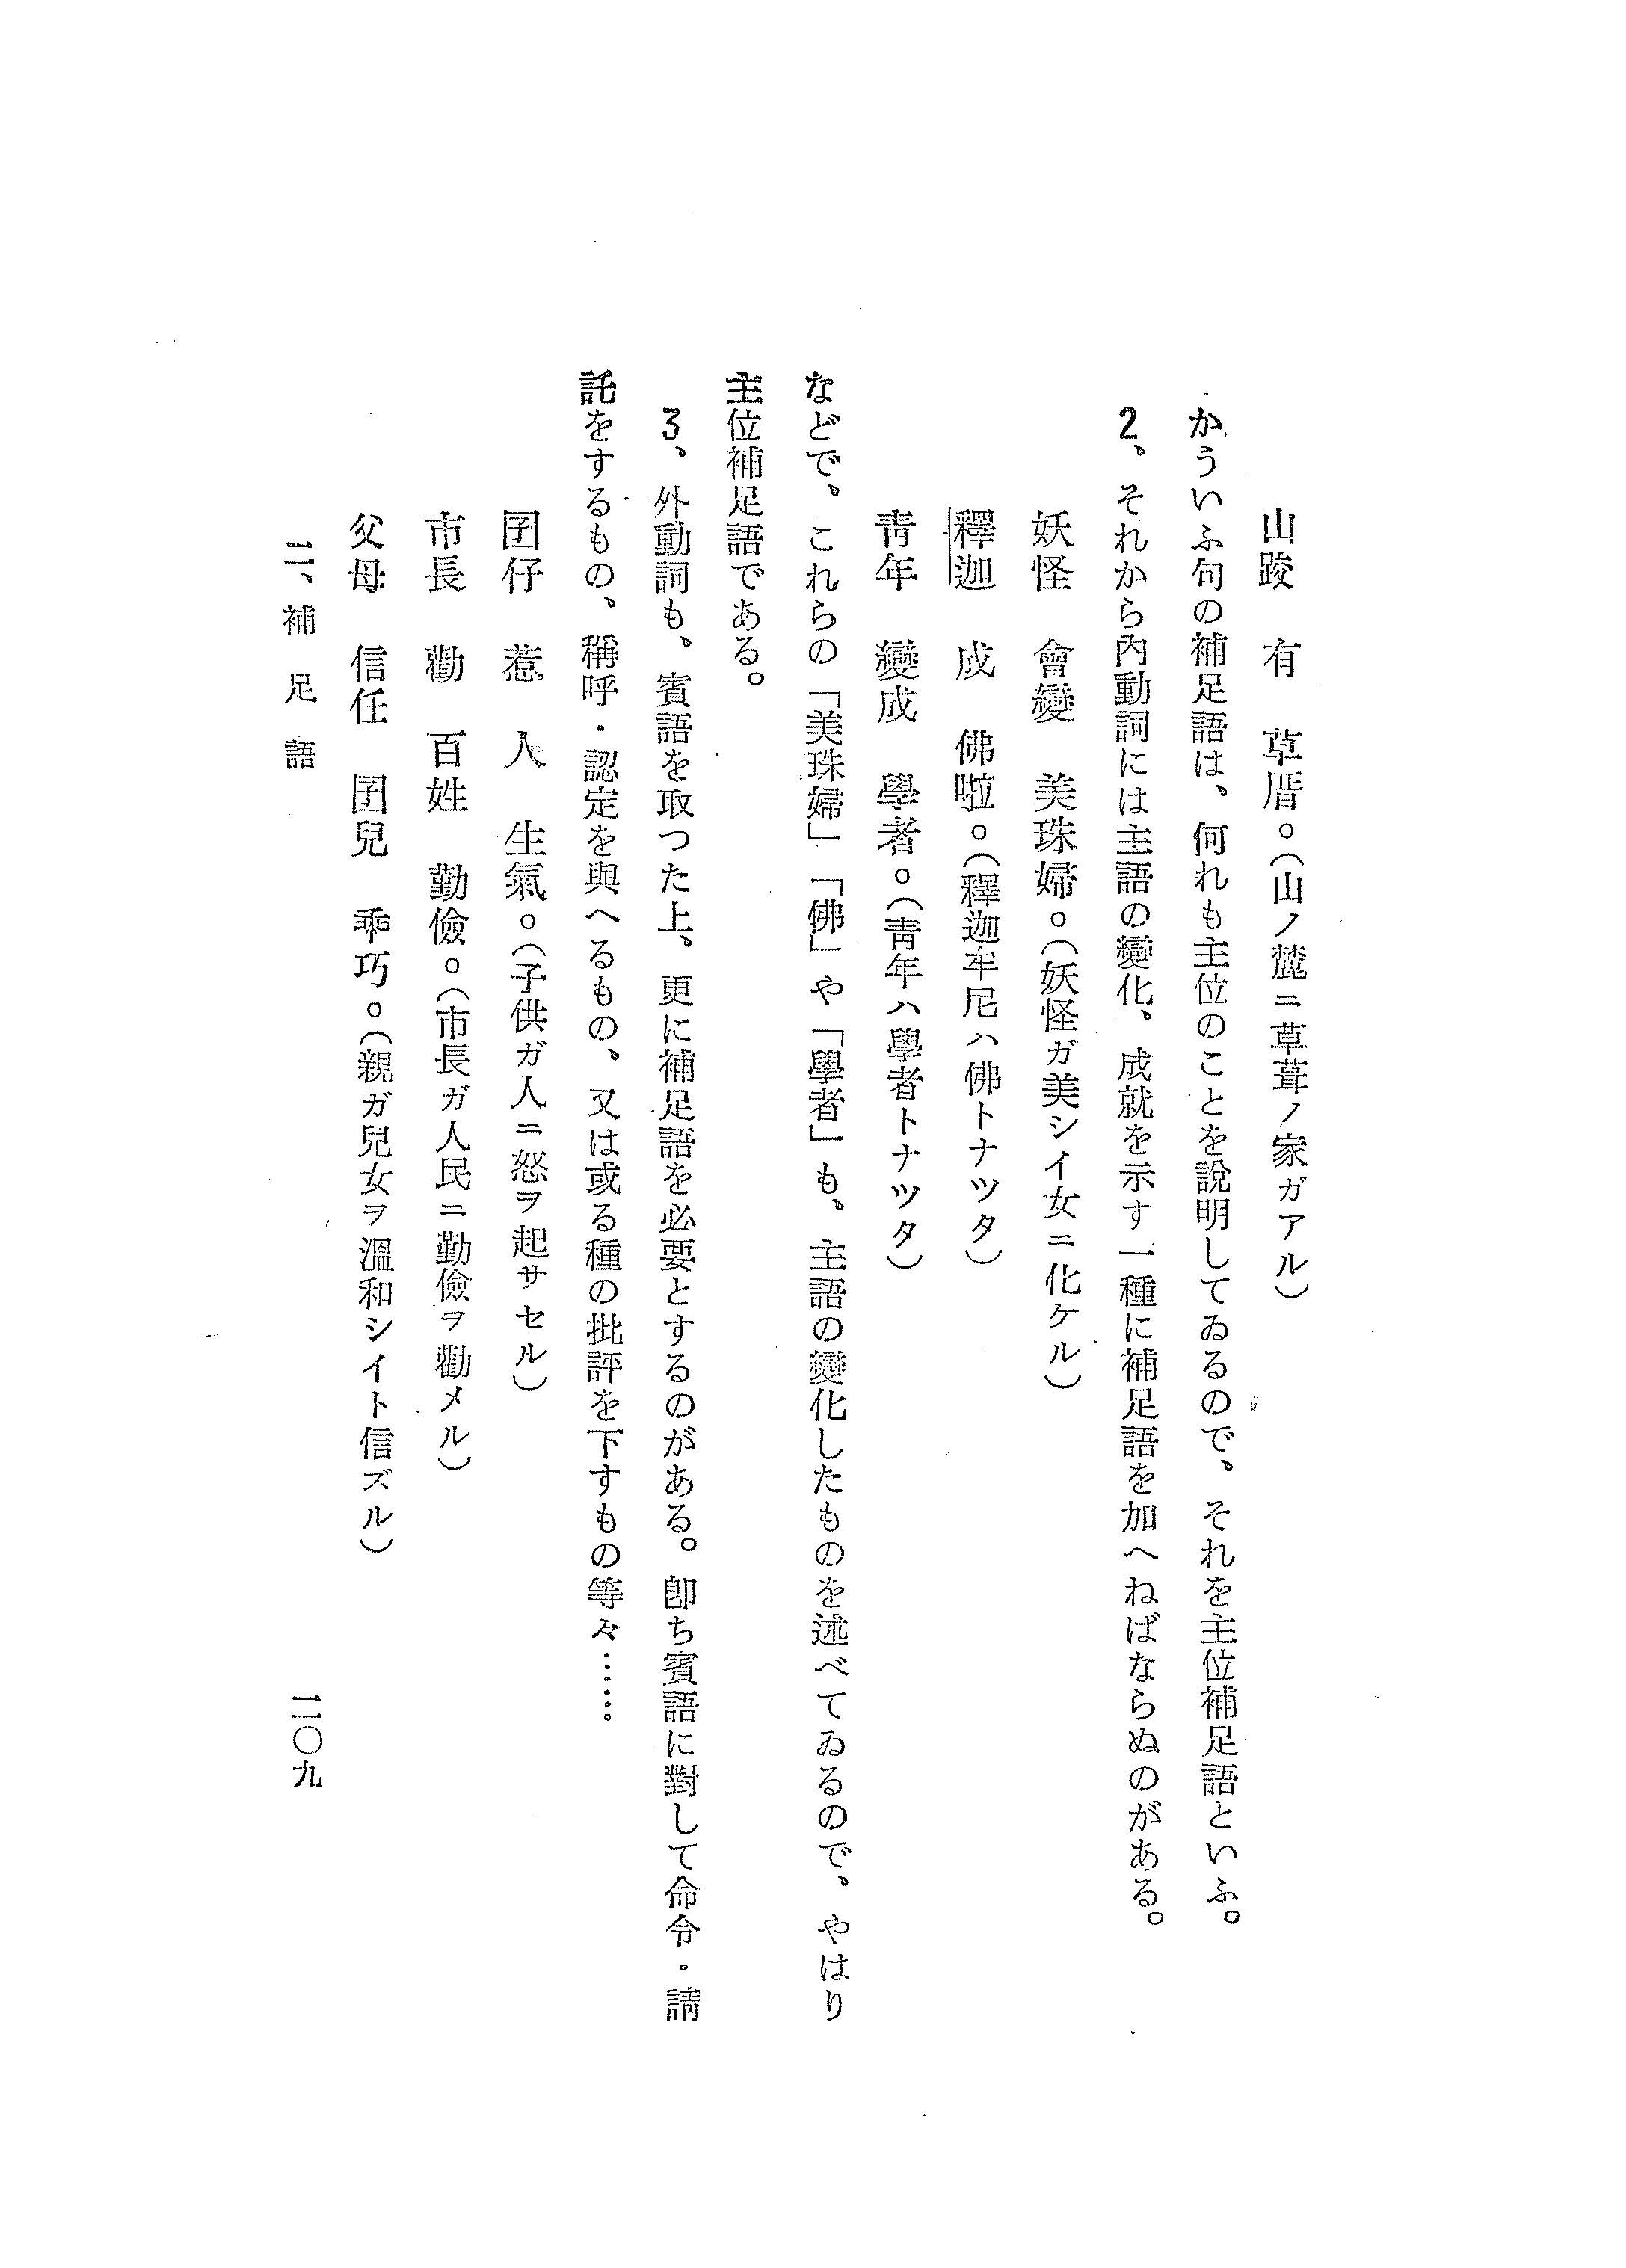 山跤　有　草厝。(山ノ麓ニ草葺ノ家ガアル)
かういふ句の補足語は、何れも主位のことを說明してゐるので、それを主位補足語といふ。
2、それから內動詞には主語の變化、成就を示す一種に補足語を加へねばならぬのがある。
妖怪　會變　美珠婦。(妖怪ガ美シイ女ニ化ケル)
釋迦　成　佛啦。(釋迦牟尼ハ佛トナツタ)
靑年　變成　學者。(靑年ハ學者トナツタ)
などで、これらの「美珠婦」「佛」や「學者」も、主語の變化したものを述べてゐるので、やはり
主位補足語である。
3、外動詞も、賓語を取つた上、更に補足語を必要とするのがある。卽ち賓語に對して命令・請
託をするもの、稱呼・認定を與へるもの、又は或る種の批評を下すもの等々……。
囝仔　惹　人　生氣。(子供ガ人ニ怒ヲ起サセル)
市長　勸　百姓　勤儉。(市長ガ人民ニ勤儉ヲ勸メル)
父母　信任　囝兒　乖巧。(親ガ兒女ヲ溫和シイト信ズル)
二、補足語
二〇九